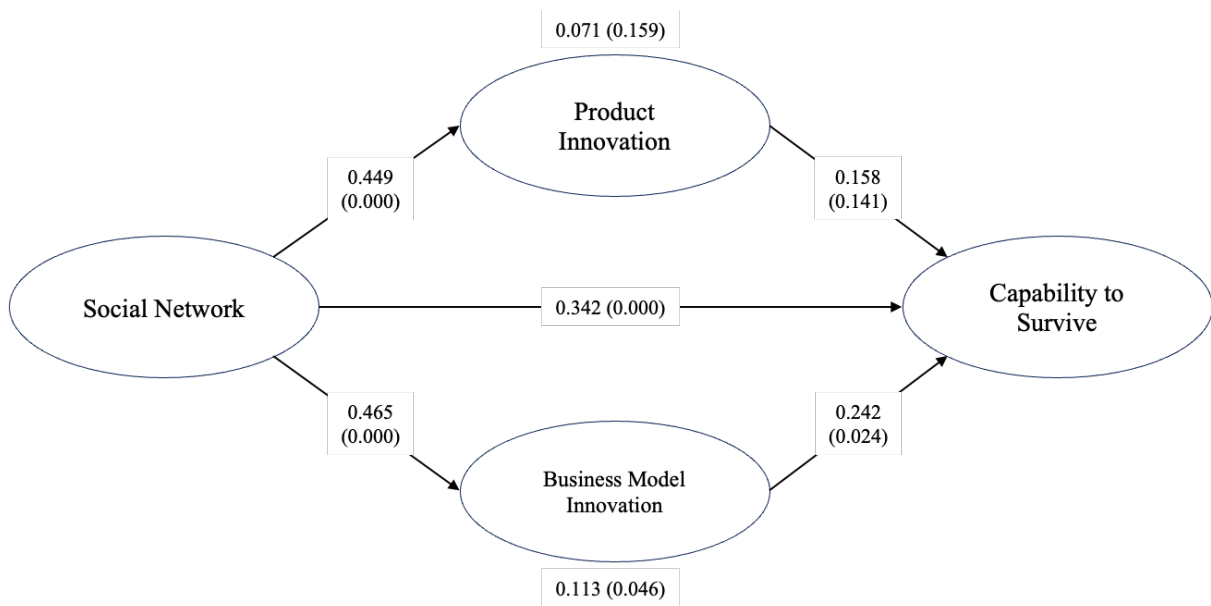 0.071 (0.159)
Product
Innovation
0.449
(0.000)
0.158
(0.141)
Social Network
0.342 (0.000)
Capability to
Survive
0.465
(0.000)
0.242
(0.024)
Business Model
Innovation
0.113 (0.046)